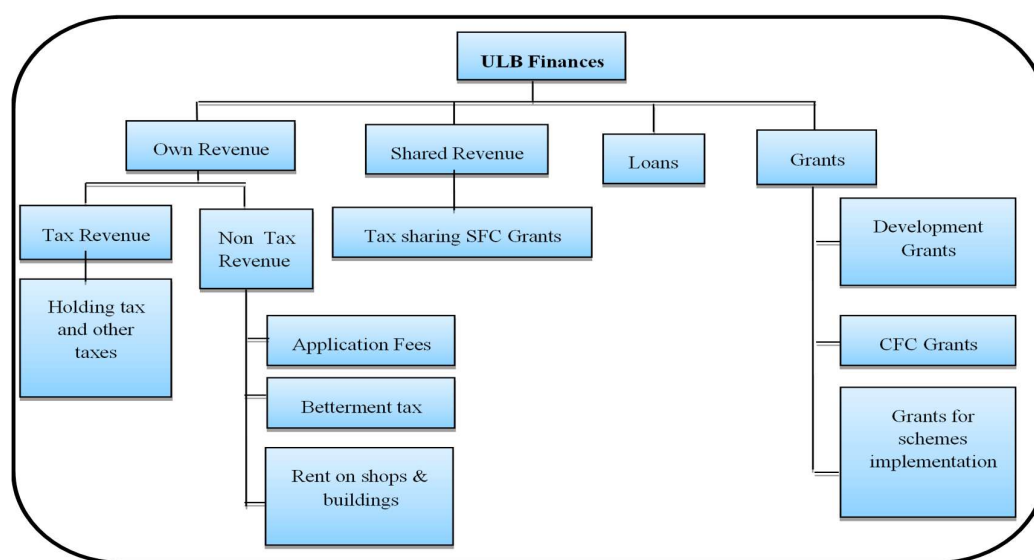 ULB Finances
Own Revenue
Shared Revenue
Loans
Grants
Tax Revenue
Non Tax
Revenue
Tax sharing SFC Grants
Development
Grants
Holding tax
and other
taxes
Application Fees
CFC Grants
Betterment tax
Grants for
schemes
implementation
Rent on shops &
buildings